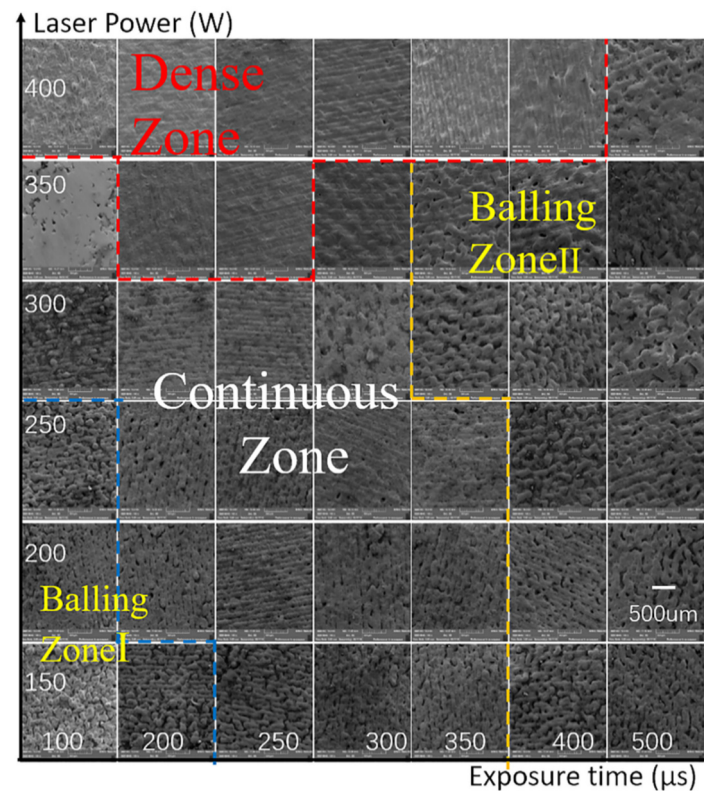 Laser Power (W)
400
Dense
Zone
350
Balling
ZoneII
300
Continuous
Zone
250
200
Balling
ZoneI
500um
150
100 200 250 300 350 400 500
Exposure time (μs)